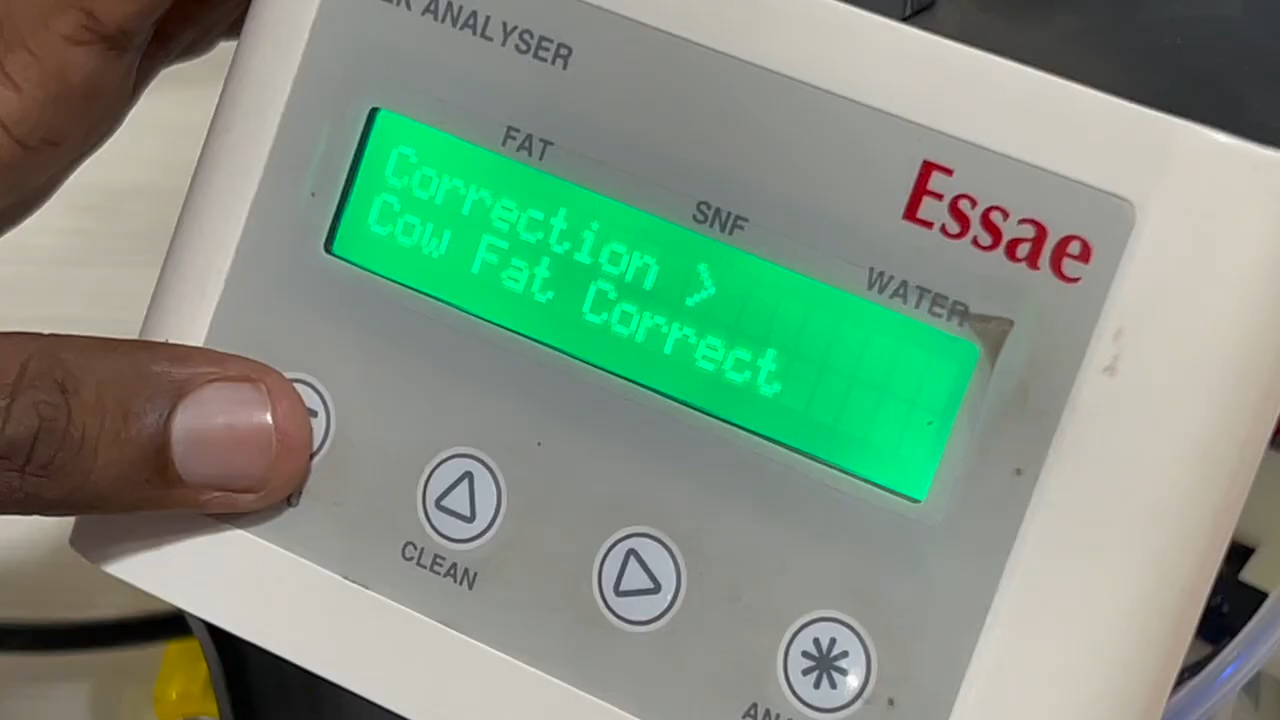 ANALYSER
FAT
SNF
WATER
Essae
Correction >
Cow Fat Correct
CLEAN